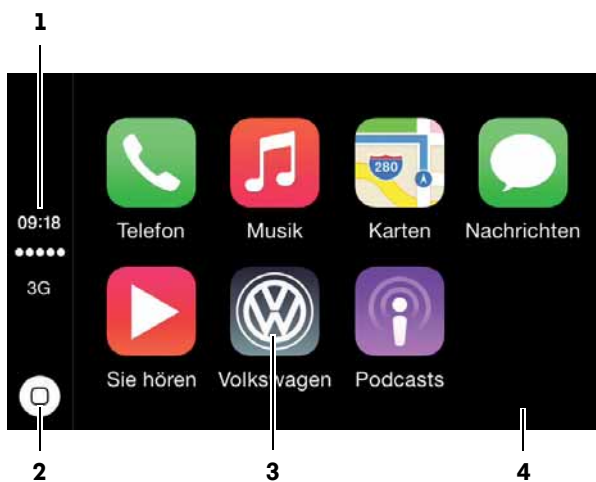 1
09:18
3G
Telefon Musik Karten Nachrichten
280
Sie hören Volkswagen Podcasts
2 3 4